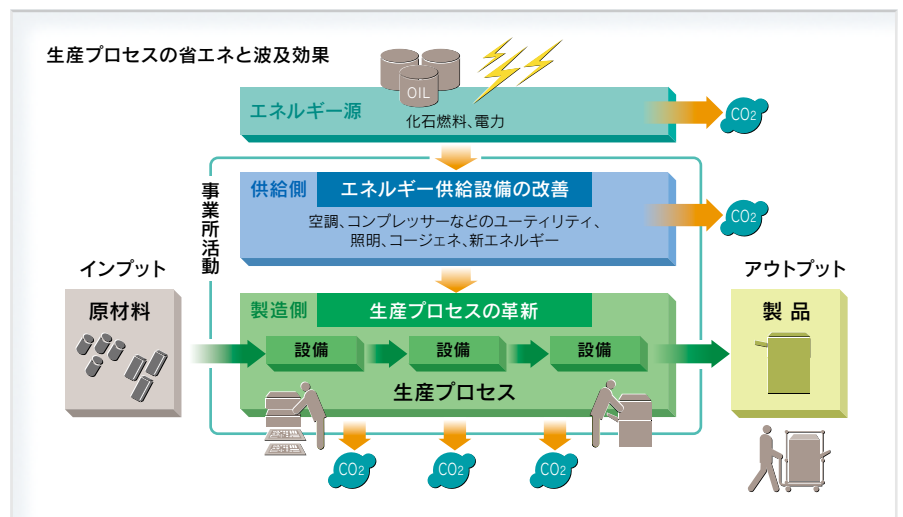 生産プロセスの省エネと波及効果
OIL
エネルギー源
化石燃料、電力
CO2
事業所活動
供給側
エネルギー供給設備の改善
空調、コンプレッサーなどのユーティリティ、
照明、コージェネ、新エネルギー
CO2
インプット
原材料
製造側
生産プロセスの革新
設備
設備
設備
生産プロセス
アウトプット
製品
CO2
CO2
CO2